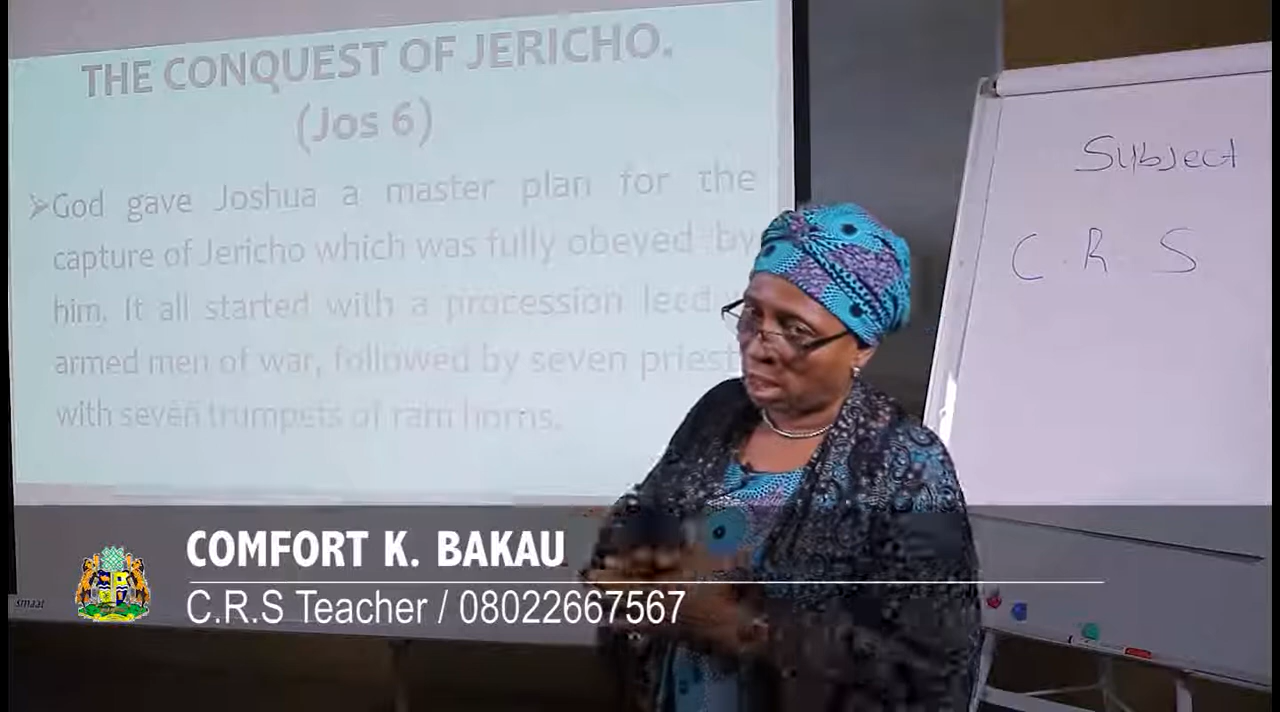 THE CONQUEST OF JERICHO.
(Jos 6)
➢God gave Joshua a master plan for the
capture of Jericho which was fully obeyed by
him. It all started with a procession
armed men of war, followed by seven priest
with seven trumpets of ram horns.
Subject
C.R.S
COMFORT K. BAKAU
C.R.S Teacher / 08022667567
smaat